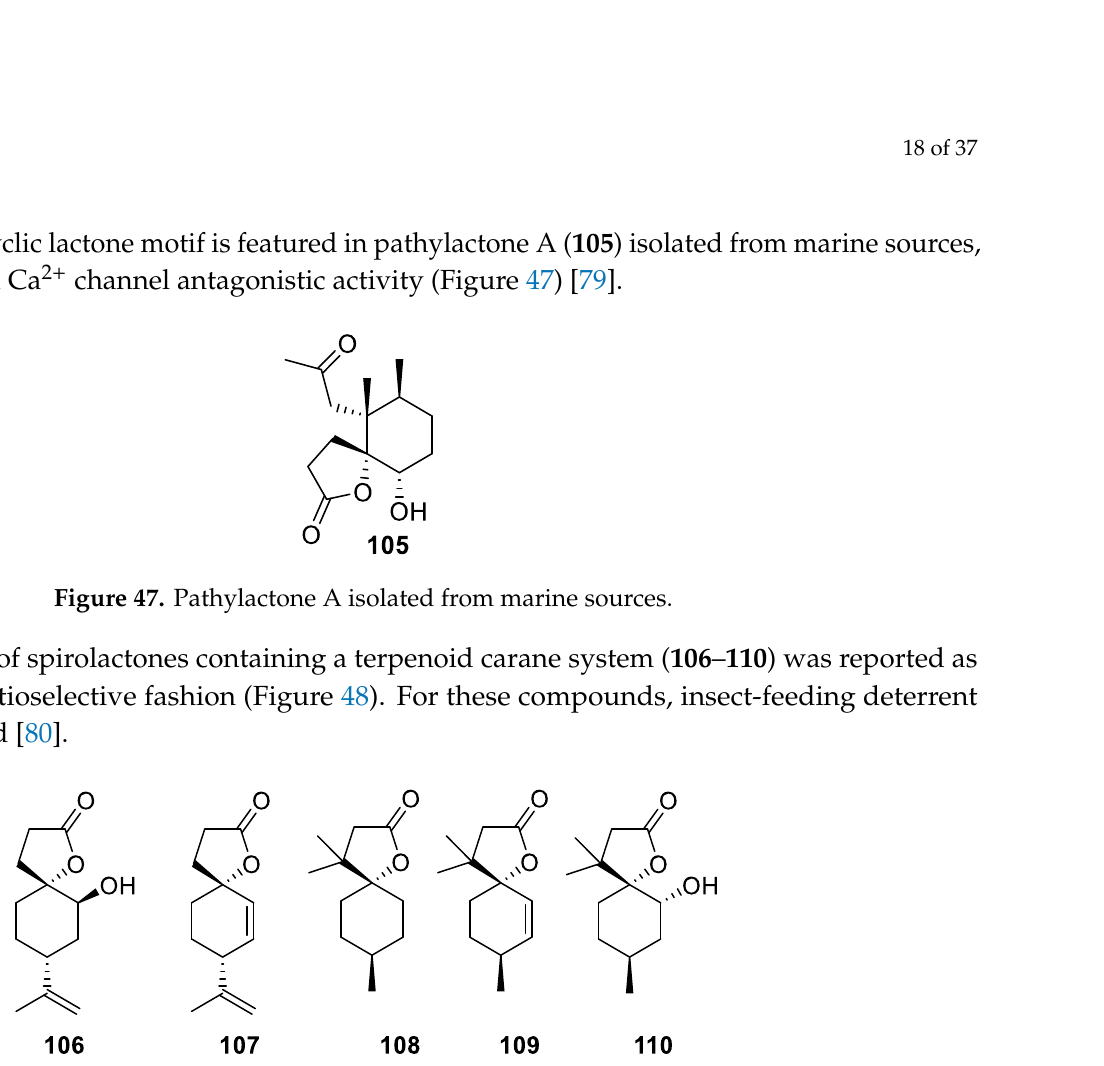 18 of 37
clic lactone motif is featured in pathylactone A (105) isolated from marine sources,
Ca2+ channel antagonistic activity (Figure 47) [79].
O
O
OH
O
105
Figure 47. Pathylactone A isolated from marine sources.
of spirolactones containing a terpenoid carane system (106–110) was reported as
tioselective fashion (Figure 48). For these compounds, insect-feeding deterrent
d [80].
O O O O O
O O O O O
OH OH
106 107 108 109 110